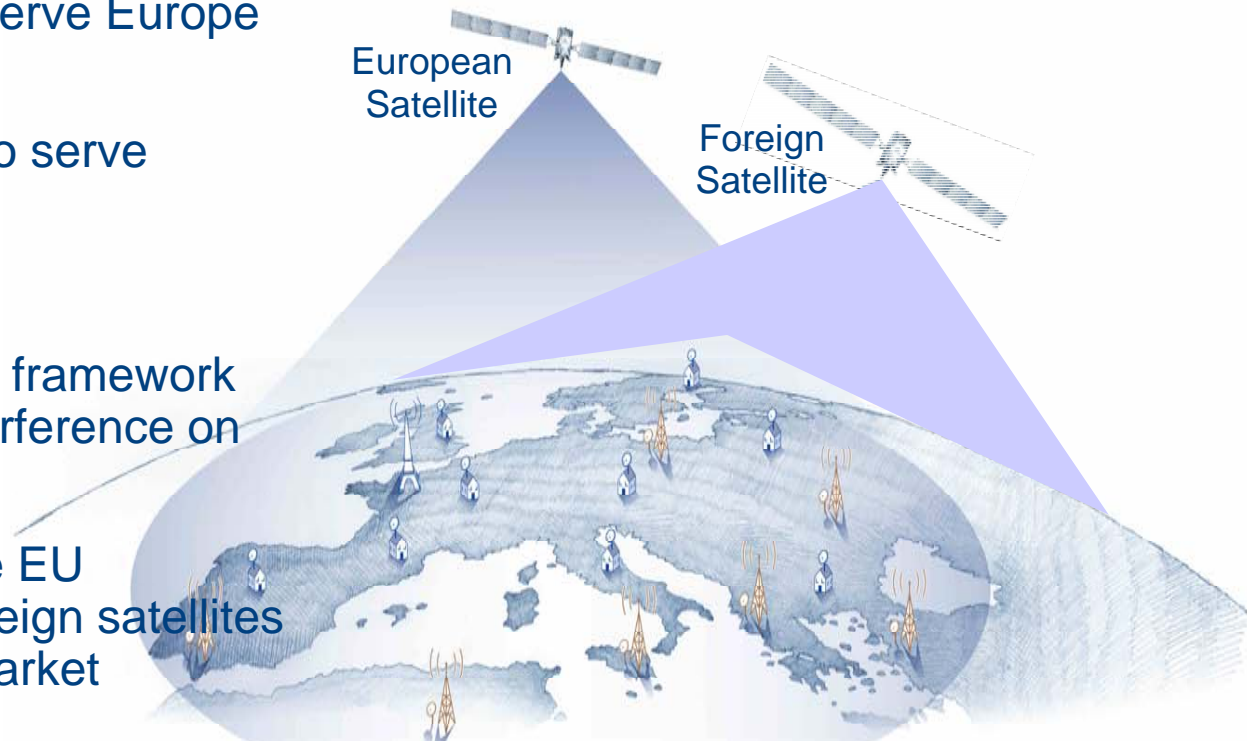 erve Europe
European
Satellite
Foreign
Satellite
o serve
framework
rference on
e EU
eign satellites
arket